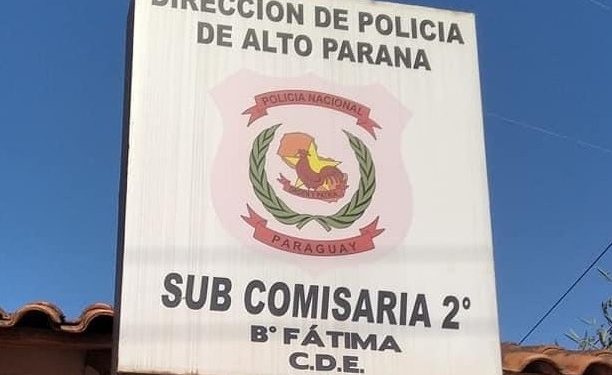 DIRECCION DE POLICIA
DE ALTO PARANA
POLICIA NACIONAL
PARAGUAY
SUB COMISARIA 2°
B° FÁTIMA
C.D.E.